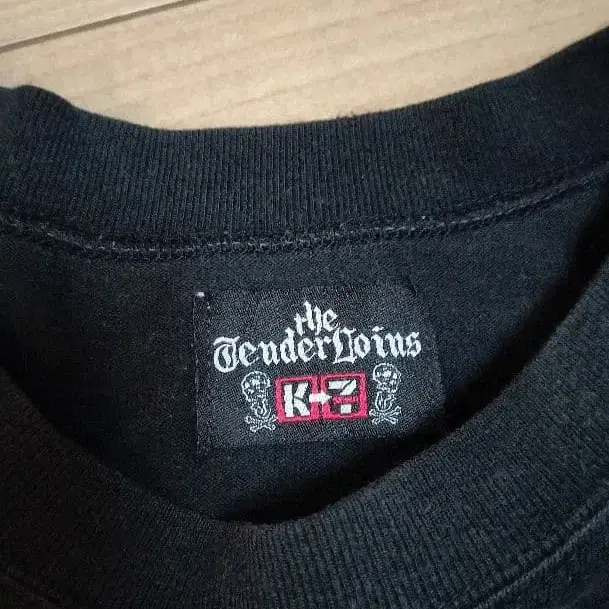 the
TenderLoins
K→7